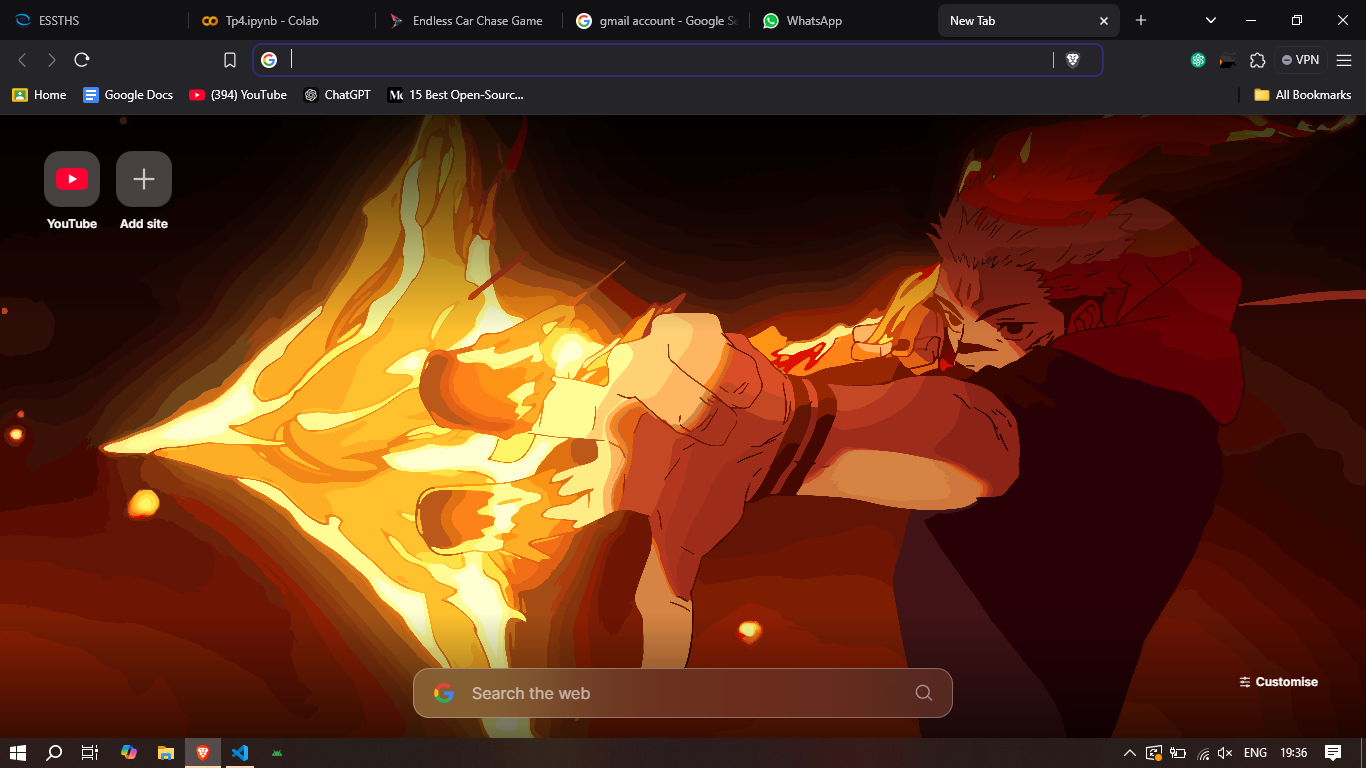 ESSTHS
Tp4.ipynb - Colab
Endless Car Chase Game
gmail account - Google Se
WhatsApp
New Tab
VPN
Home
Google Docs
(394) YouTube
ChatGPT
15 Best Open-Sourc...
All Bookmarks
YouTube
Add site
Customise
Search the web
ENG
19:36